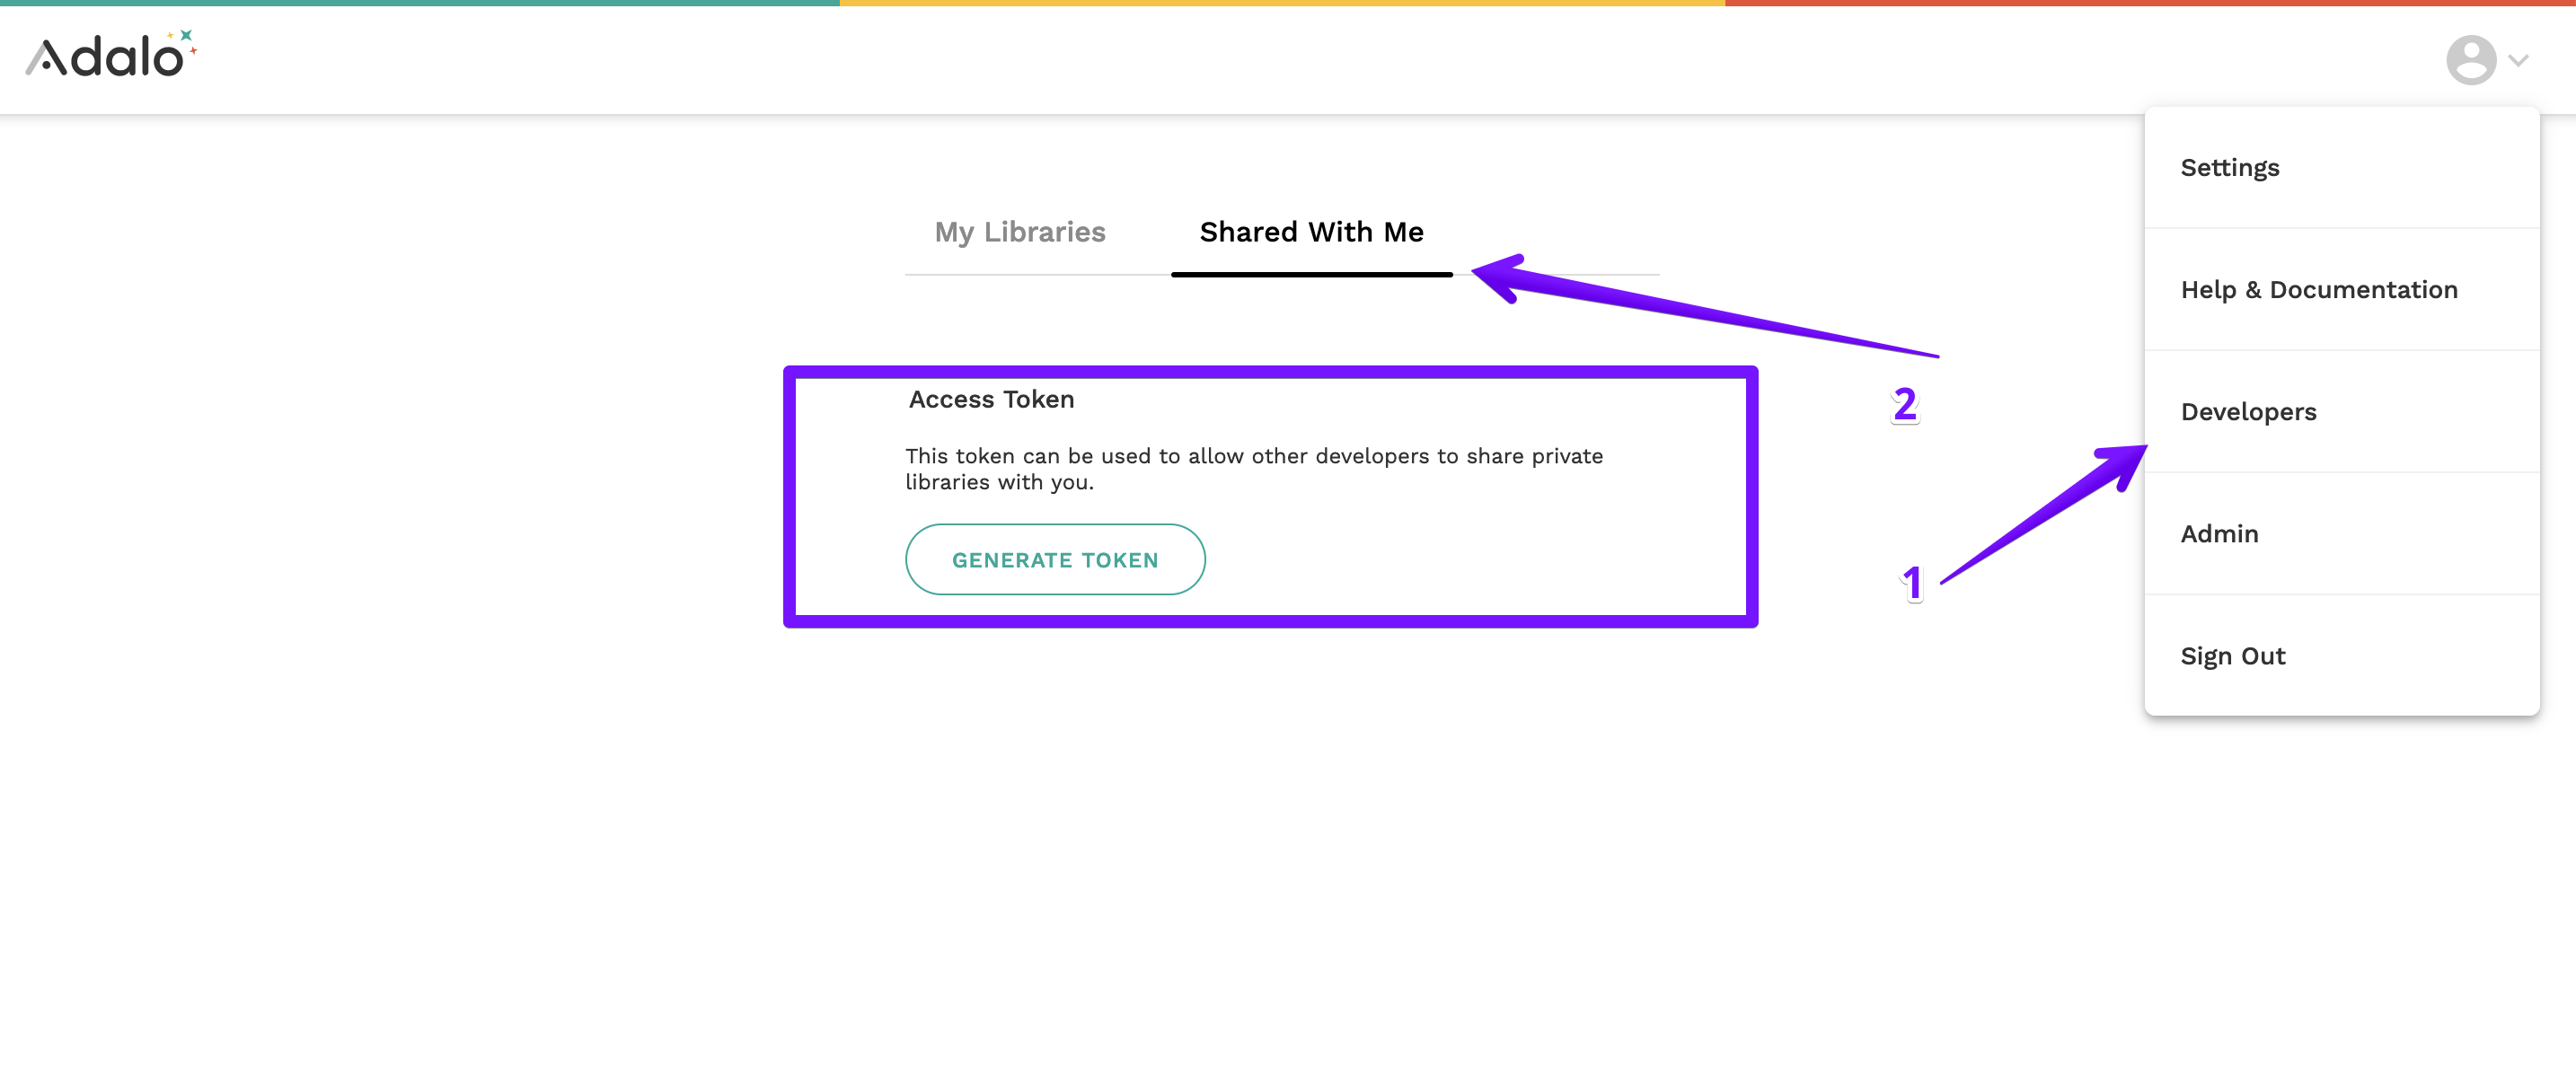 Adalo
My Libraries
Shared With Me
Access Token
This token can be used to allow other developers to share private
libraries with you.
GENERATE TOKEN
2
1
Settings
Help & Documentation
Developers
Admin
Sign Out